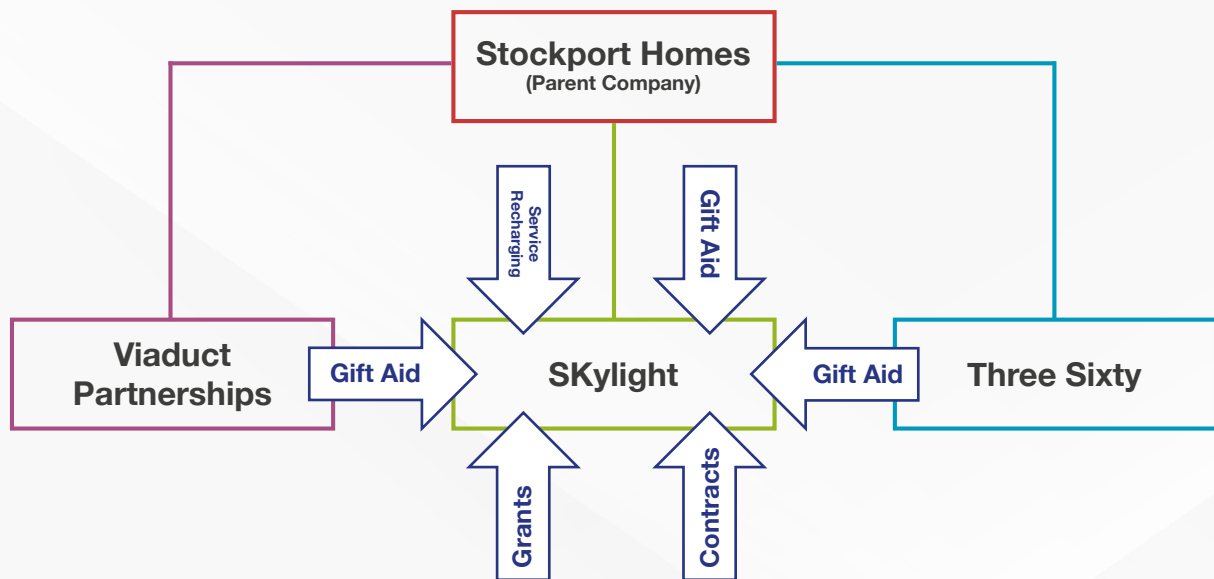 Stockport Homes
(Parent Company)
Service
Recharging
Gift Aid
Viaduct
Partnerships
Gift Aid
SKylight
Gift Aid
Three Sixty
Grants
Contracts